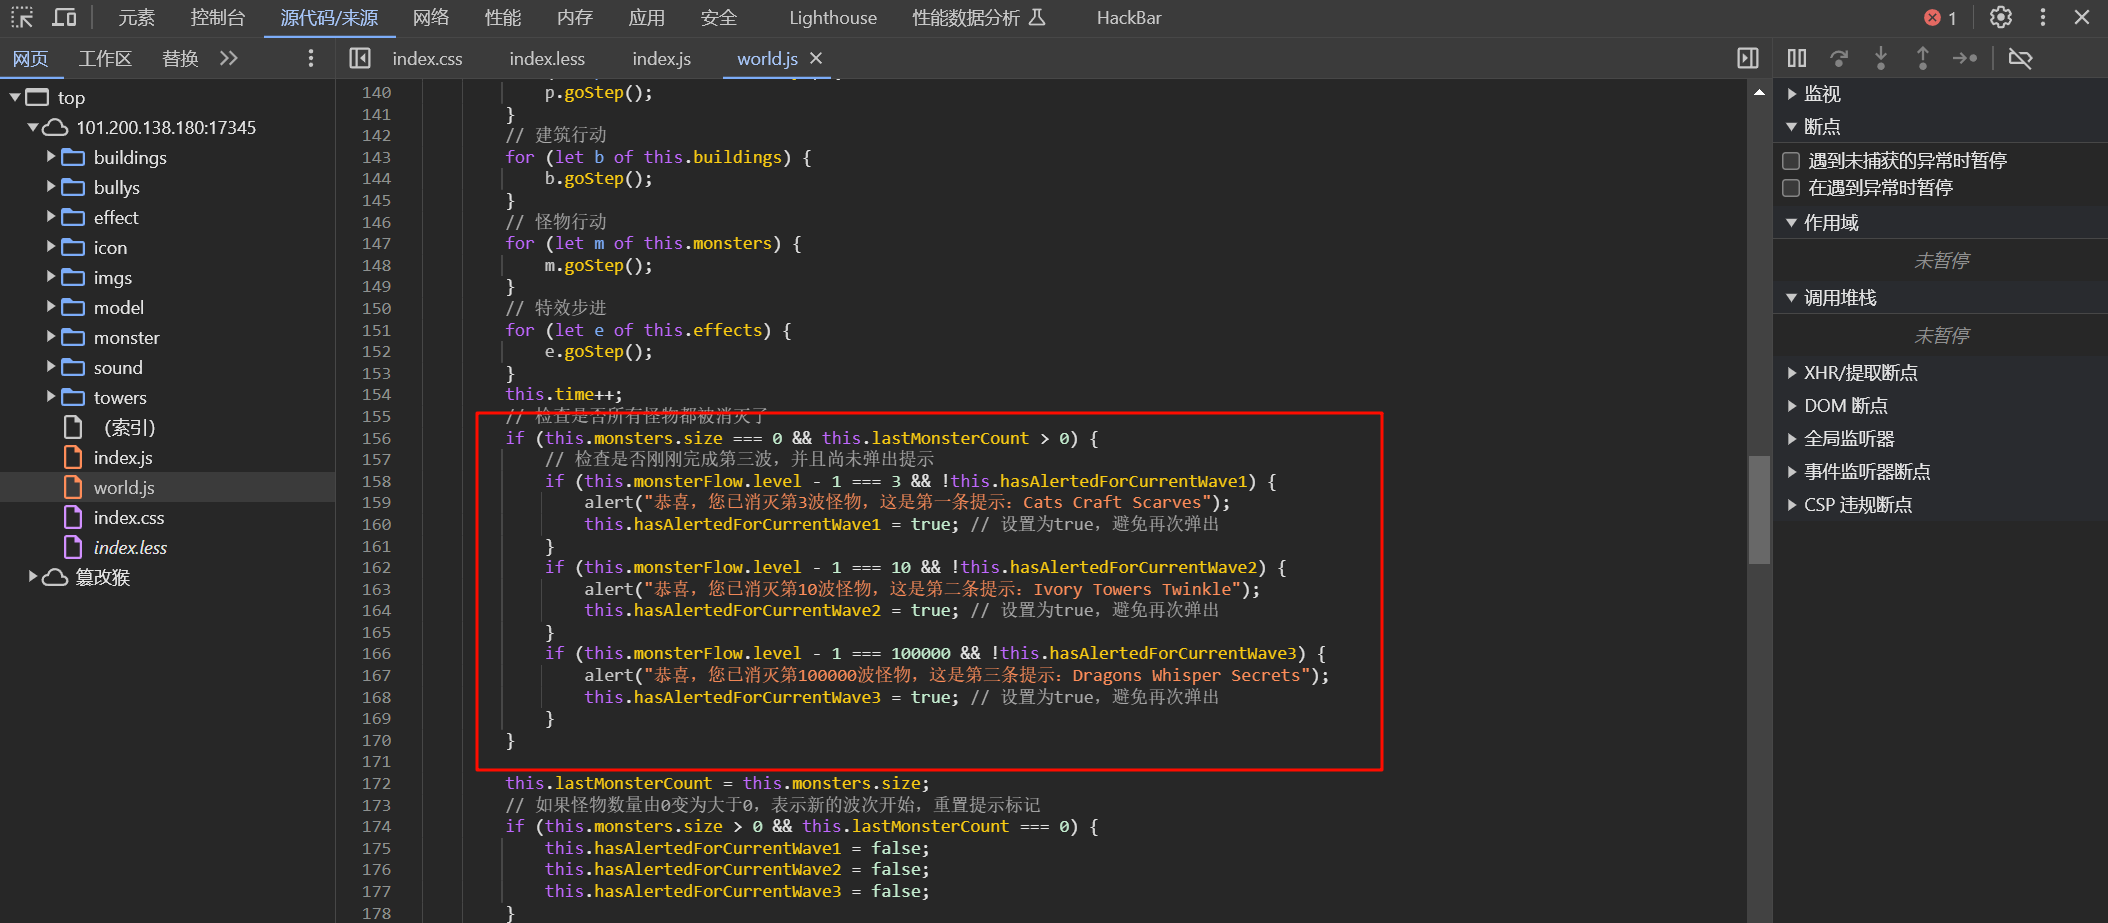 元素 控制台 源代码/来源 网络 性能 内存 应用 安全 Lighthouse 性能数据分析 HackBar 1
网页 工作区 替换 index.css index.less index.js world.js
top
101.200.138.180:17345
buildings
bullys
effect
icon
imgs
model
monster
sound
towers
(索引)
index.js
world.js
index.css
index.less
篡改猴
140 p.goStep();
141 }
142 // 建筑行动
143 for (let b of this.buildings) {
144 b.goStep();
145 }
146 // 怪物行动
147 for (let m of this.monsters) {
148 m.goStep();
149 }
150 // 特效步进
151 for (let e of this.effects) {
152 e.goStep();
153 }
154 this.time++;
155 // 检查是否所有怪物都被消灭了
156 if (this.monsters.size === 0 && this.lastMonsterCount > 0) {
157 // 检查是否刚刚完成第三波，并且尚未弹出提示
158 if (this.monsterFlow.level - 1 === 3 && !this.hasAlertedForCurrentWave1) {
159 alert("恭喜，您已消灭第3波怪物，这是第一条提示：Cats Craft Scarves");
160 this.hasAlertedForCurrentWave1 = true; // 设置为true，避免再次弹出
161 }
162 if (this.monsterFlow.level - 1 === 10 && !this.hasAlertedForCurrentWave2) {
163 alert("恭喜，您已消灭第10波怪物，这是第二条提示：Ivory Towers Twinkle");
164 this.hasAlertedForCurrentWave2 = true; // 设置为true，避免再次弹出
165 }
166 if (this.monsterFlow.level - 1 === 100000 && !this.hasAlertedForCurrentWave3) {
167 alert("恭喜，您已消灭第100000波怪物，这是第三条提示：Dragons Whisper Secrets");
168 this.hasAlertedForCurrentWave3 = true; // 设置为true，避免再次弹出
169 }
170 }
171
172 this.lastMonsterCount = this.monsters.size;
173 // 如果怪物数量由0变为大于0，表示新的波次开始，重置提示标记
174 if (this.monsters.size > 0 && this.lastMonsterCount === 0) {
175 this.hasAlertedForCurrentWave1 = false;
176 this.hasAlertedForCurrentWave2 = false;
177 this.hasAlertedForCurrentWave3 = false;
178 }
监视
断点
遇到未捕获的异常时暂停
在遇到异常时暂停
作用域
未暂停
调用堆栈
未暂停
XHR/提取断点
DOM 断点
全局监听器
事件监听器断点
CSP 违规断点